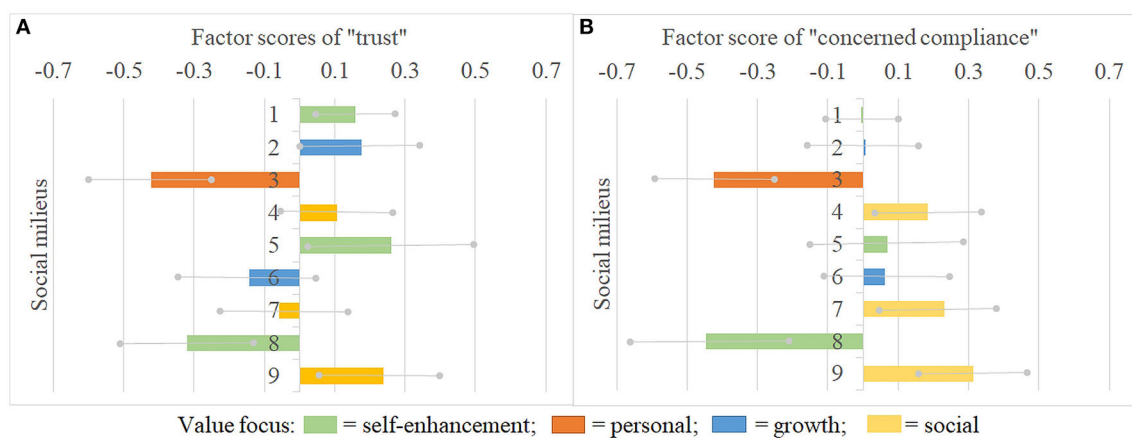 A
Factor scores of "trust"
-0.7 -0.5 -0.3 -0.1 0.1 0.3 0.5 0.7
Social milieus
1
2
3
4
5
6
7
8
9
B
Factor score of "concerned compliance"
-0.7 -0.5 -0.3 -0.1 0.1 0.3 0.5 0.7
Social milieus
1
2
3
4
5
6
7
8
9
Value focus: = self-enhancement; = personal; = growth; = social